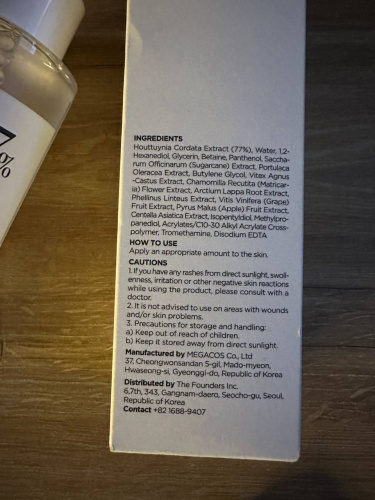 INGREDIENTS
Houttuynia Cordata Extract (77%), Water, 1,2-
Hexanediol, Glycerin, Betaine, Panthenol, Saccha-
rum Officinarum (Sugarcane) Extract, Portulaca
Oleracea Extract, Butylene Glycol, Vitex Agnus
-Castus Extract, Chamomilla Recutita (Matricar-
ia) Flower Extract, Arctium Lappa Root Extract,
Phellinus Linteus Extract, Vitis Vinifera (Grape)
Fruit Extract, Pyrus Malus (Apple) Fruit Extract,
Centella Asiatica Extract, Isopentyldiol, Methylpro-
panediol, Acrylates/C10-30 Alkyl Acrylate Cross-
polymer, Tromethamine, Disodium EDTA
HOW TO USE
Apply an appropriate amount to the skin.
CAUTIONS
1. If you have any rashes from direct sunlight, swoll-
enness, irritation or other negative skin reactions
while using the product, please consult with a
doctor.
2. It is not advised to use on areas with wounds
and/or skin problems.
3. Precautions for storage and handling:
a) Keep out of reach of children.
b) Keep it stored away from direct sunlight.
Manufactured by MEGACOS Co., Ltd
37, Cheongwonsandan 5-gil, Mado-myeon,
Hwaseong-si, Gyeonggi-do, Republic of Korea
Distributed by The Founders Inc.
6,7th, 343, Gangnam-daero, Seocho-gu, Seoul,
Republic of Korea
Contact +82 1688-9407